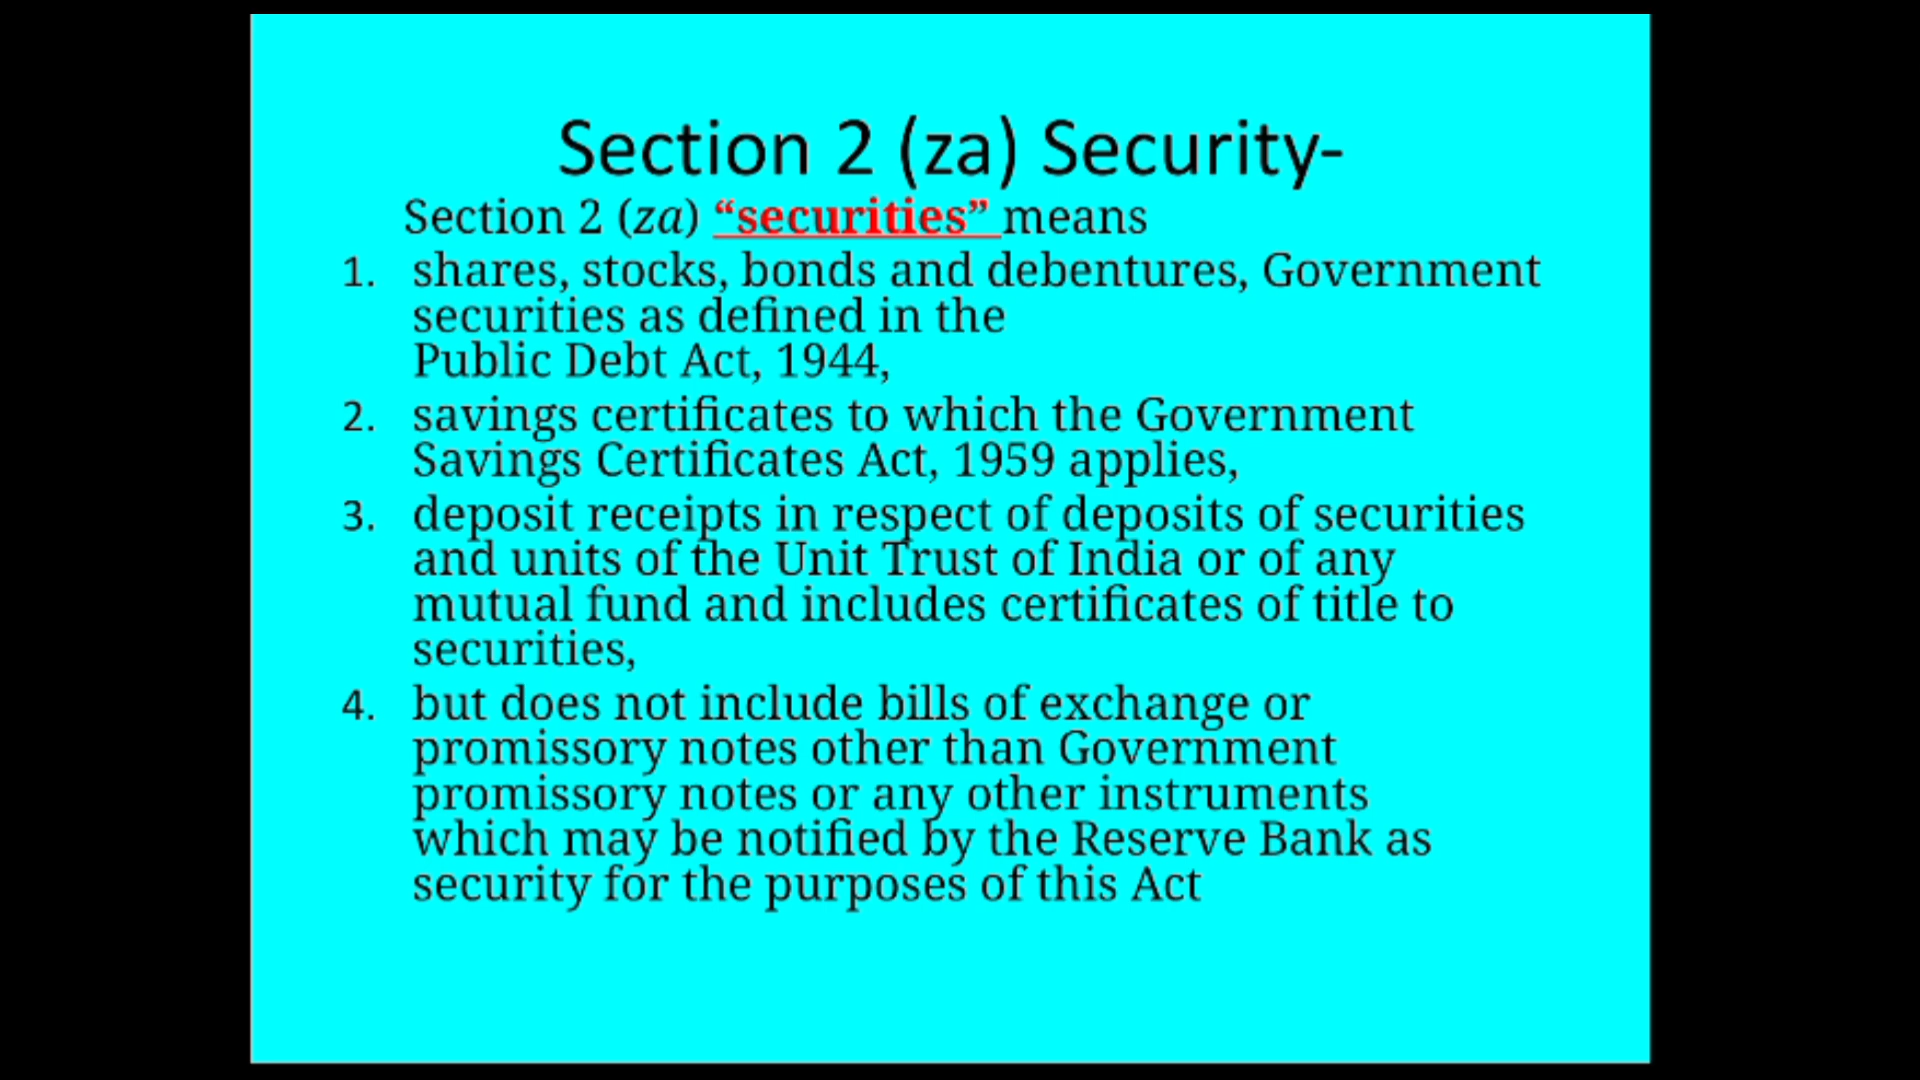 Section 2 (za) Security-
Section 2 (za) “securities” means
1. shares, stocks, bonds and debentures, Government
securities as defined in the
Public Debt Act, 1944,
2. savings certificates to which the Government
Savings Certificates Act, 1959 applies,
3. deposit receipts in respect of deposits of securities
and units of the Unit Trust of India or of any
mutual fund and includes certificates of title to
securities,
4. but does not include bills of exchange or
promissory notes other than Government
promissory notes or any other instruments
which may be notified by the Reserve Bank as
security for the purposes of this Act